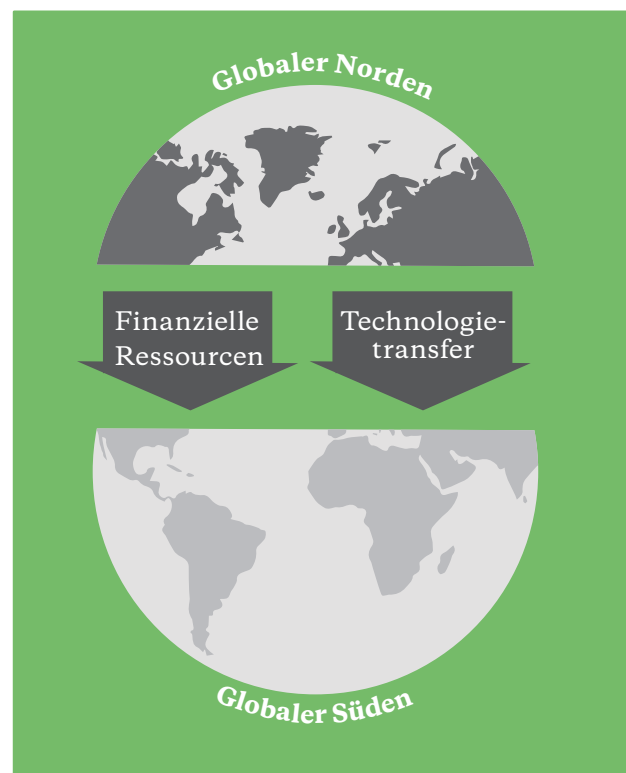 Globaler Norden
Finanzielle
Ressourcen
Technologie-
transfer
Globaler Süden